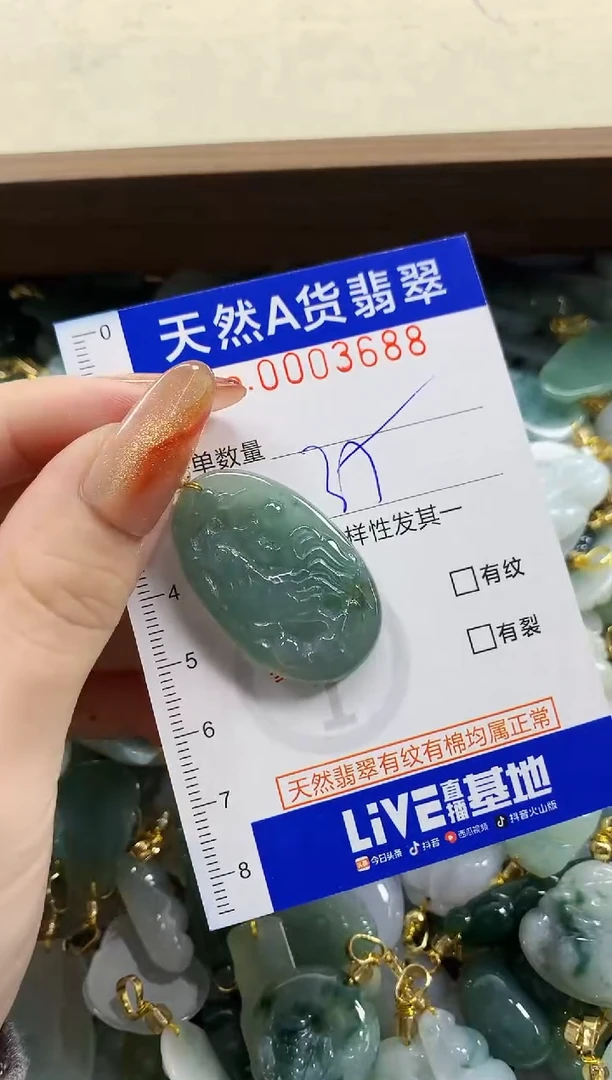 天然A货翡翠
.0003688
单数量
样性发其一
有纹
有裂
天然翡翠有纹有棉均属正常
LiVE直播基地
今日头条 抖音 西瓜视频 抖音火山版
0
4
5
6
7
8